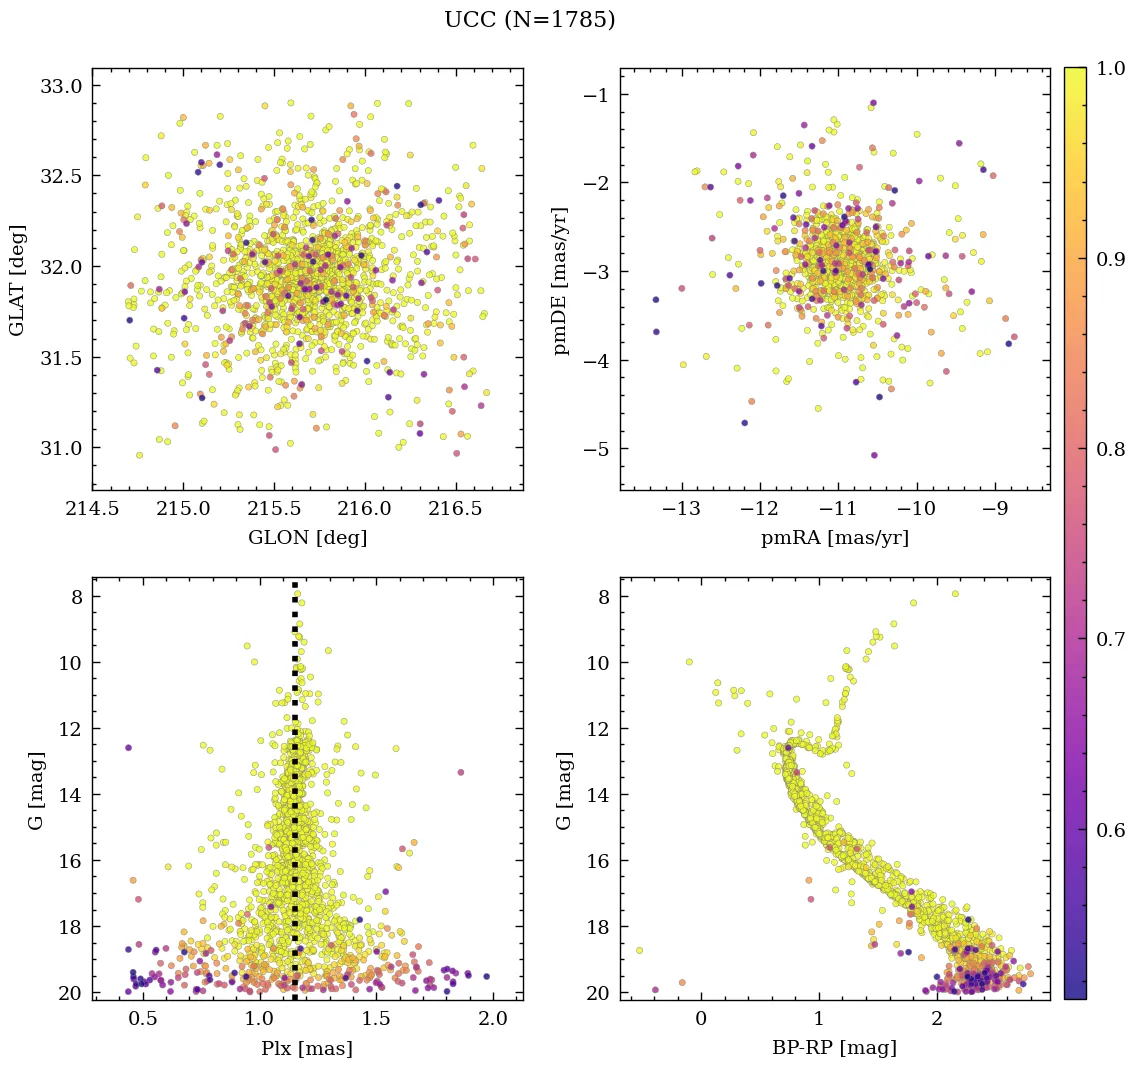 UCC (N=1785)
33.0
32.5
32.0
31.5
31.0
GLAT [deg]
214.5 215.0 215.5 216.0 216.5
GLON [deg]
−1
−2
−3
−4
−5
pmDE [mas/yr]
−13 −12 −11 −10 −9
pmRA [mas/yr]
8
10
12
14
16
18
20
G [mag]
0.5 1.0 1.5 2.0
Plx [mas]
8
10
12
14
16
18
20
G [mag]
0 1 2
BP-RP [mag]
1.0
0.9
0.8
0.7
0.6